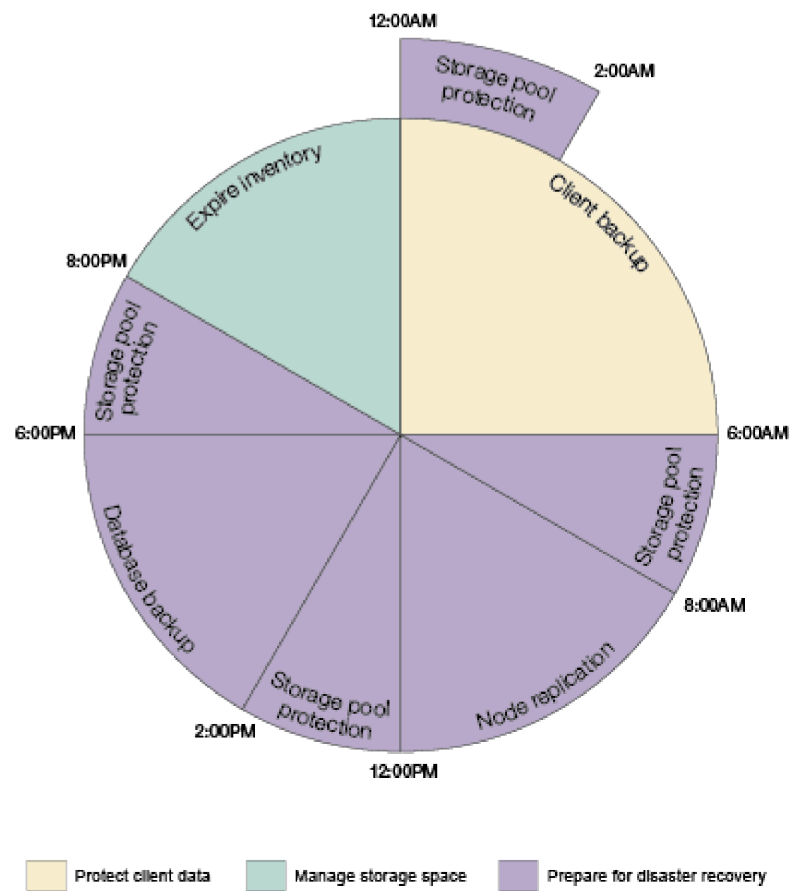 12:00AM
Storage pool
protection
2:00AM
Expire inventory
Client backup
8:00PM
Storage pool
protection
6:00PM
6:00AM
Storage pool
protection
Database backup
8:00AM
Node replication
Storage pool
protection
2:00PM
12:00PM
Protect client data
Manage storage space
Prepare for disaster recovery